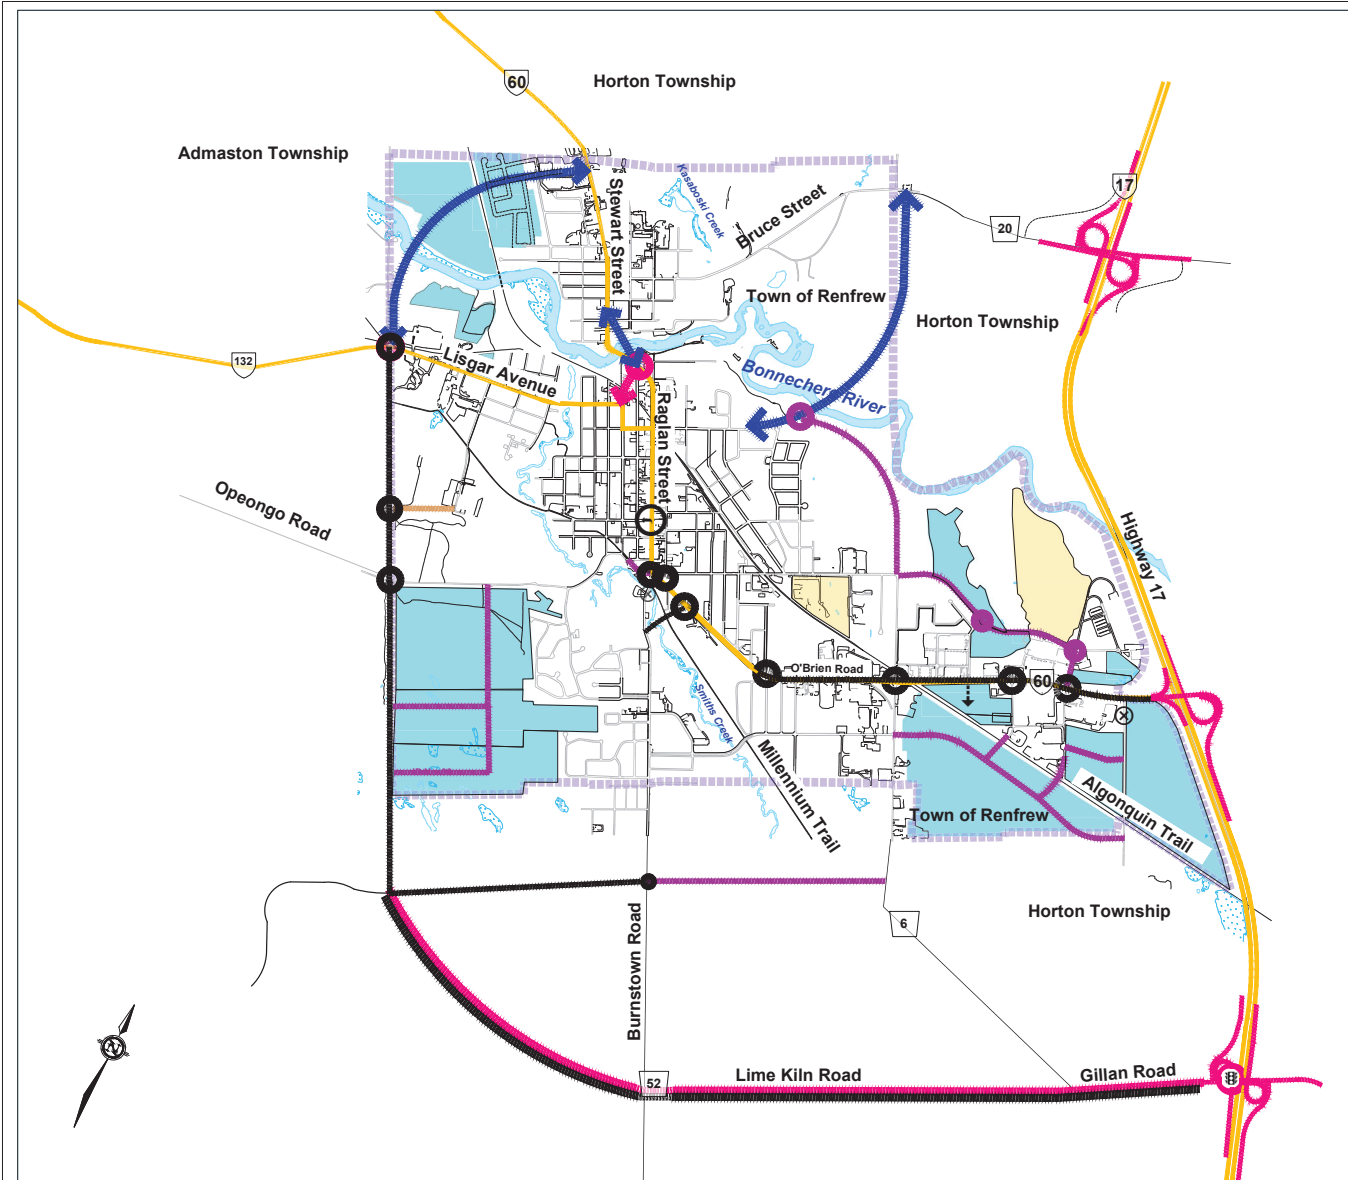 60
Horton Township
Admaston Township
17
Kasaboski Creek
Stewart Street
Bruce Street
20
Town of Renfrew
Horton Township
132
Lisgar Avenue
Bonnechere River
Raglan Street
Opeongo Road
Highway 17
O'Brien Road
60
Smiths Creek
Millennium Trail
Algonquin Trail
Town of Renfrew
Horton Township
6
Burnstown Road
N
52
Lime Kiln Road
Gillan Road